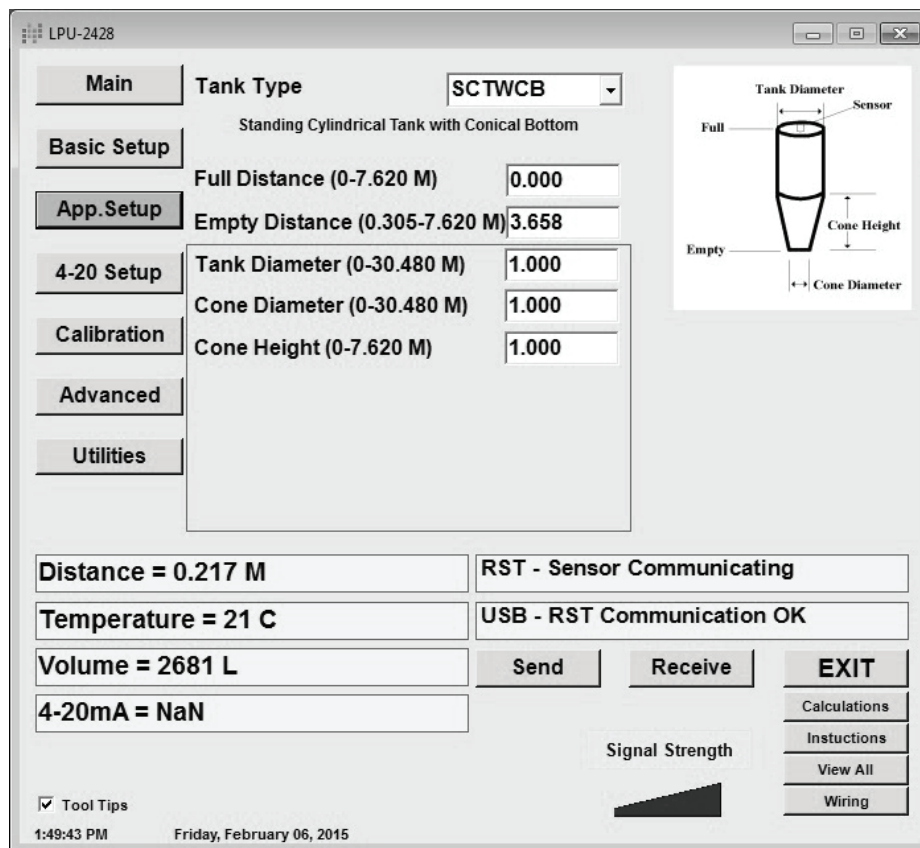 LPU-2428
Main
Basic Setup
App.Setup
4-20 Setup
Calibration
Advanced
Utilities
Tank Type
SCTWCB
Standing Cylindrical Tank with Conical Bottom
Full Distance (0-7.620 M)
0.000
Empty Distance (0.305-7.620 M)
3.658
Tank Diameter (0-30.480 M)
1.000
Cone Diameter (0-30.480 M)
1.000
Cone Height (0-7.620 M)
1.000
Tank Diameter
Sensor
Full
Cone Height
Empty
Cone Diameter
Distance = 0.217 M
Temperature = 21 C
Volume = 2681 L
4-20mA = NaN
RST - Sensor Communicating
USB - RST Communication OK
Send
Receive
EXIT
Calculations
Instuctions
View All
Wiring
Signal Strength
Tool Tips
1:49:43 PM
Friday, February 06, 2015